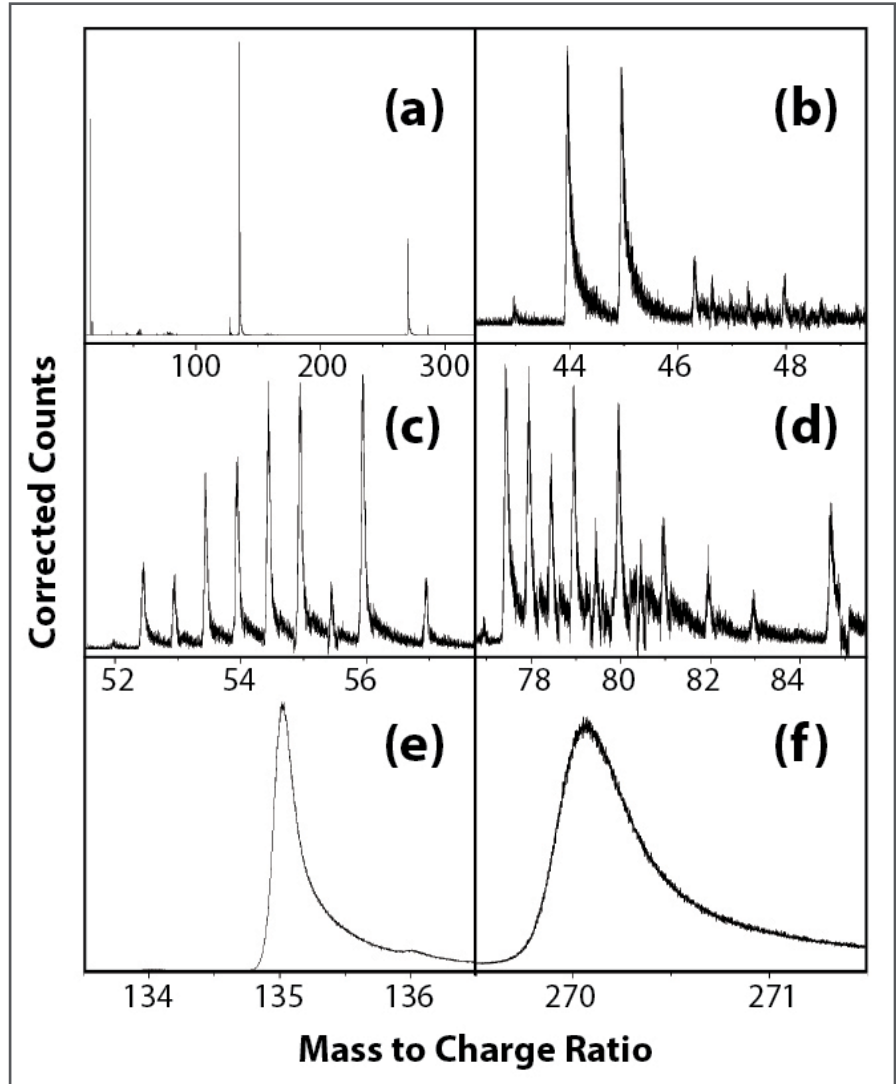 (a)
(b)
100 200 300
44 46 48
(c)
(d)
52 54 56
78 80 82 84
(e)
(f)
134 135 136
270 271
Corrected Counts
Mass to Charge Ratio